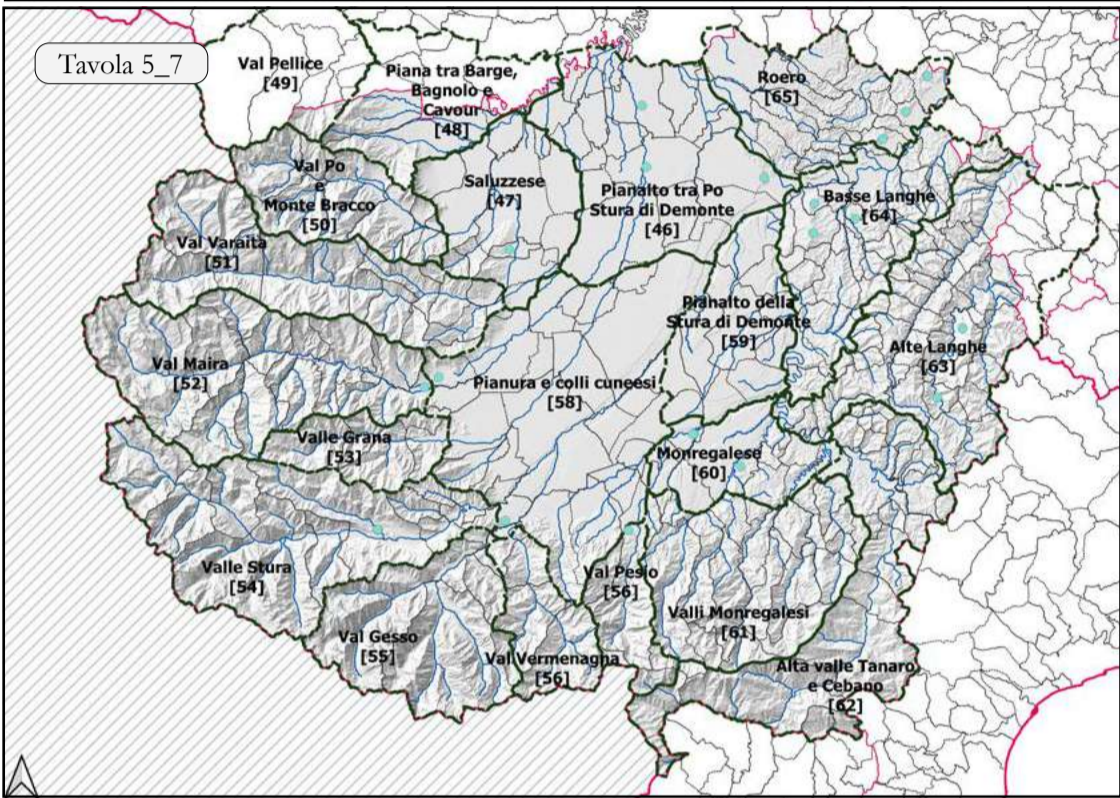 Tavola 5_7
Val Pellice
[49]
Piana tra Barge,
Bagnolo e
Cavour
[48]
Roero
[65]
Val Po
e
Monte Bracco
[50]
Saluzzese
[47]
Pianalto tra Po
Stura di Demonte
[46]
Basse Langhe
[64]
Val Varaita
[51]
Pianalto della
Stura di Demonte
[59]
Alte Langhe
[63]
Val Maira
[52]
Pianura e colli cuneesi
[58]
Valle Grana
[53]
Monregalese
[60]
Valle Stura
[54]
Val Pesio
[56]
Valli Monregalesi
[61]
Val Gesso
[55]
Val Vermenagna
[56]
Alta valle Tanaro
e Cebano
[62]